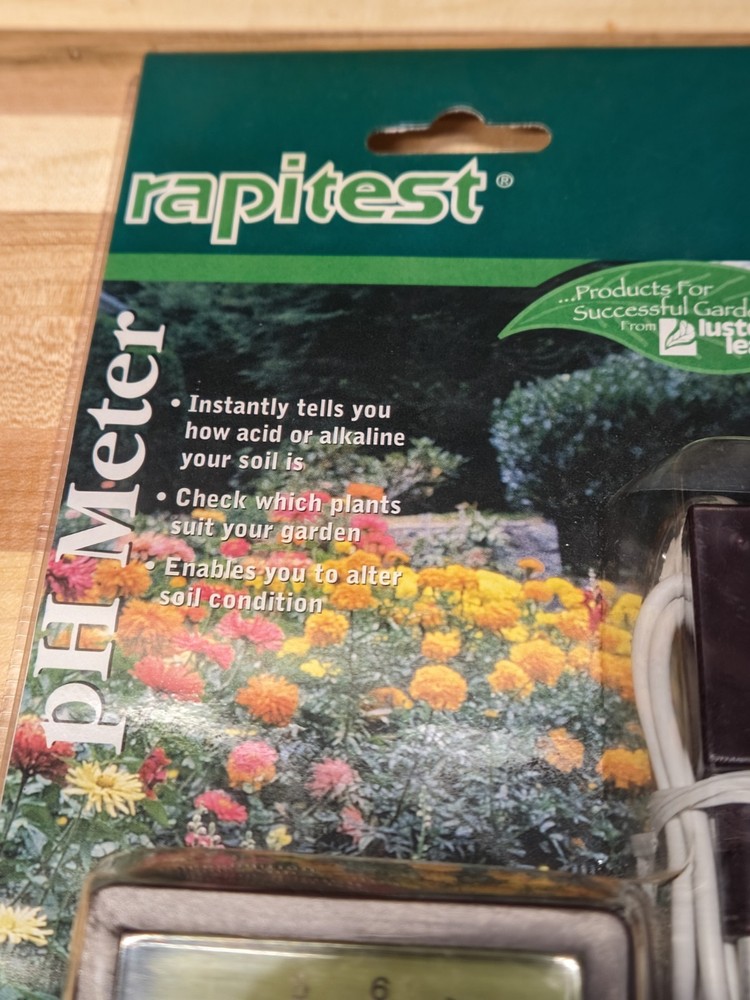 rapitest®
...Products For
Successful
From
pH Meter
• Instantly tells you
how acid or alkaline
your soil is
• Check which plants
suit your garden
• Enables you to alter
soil condition
6